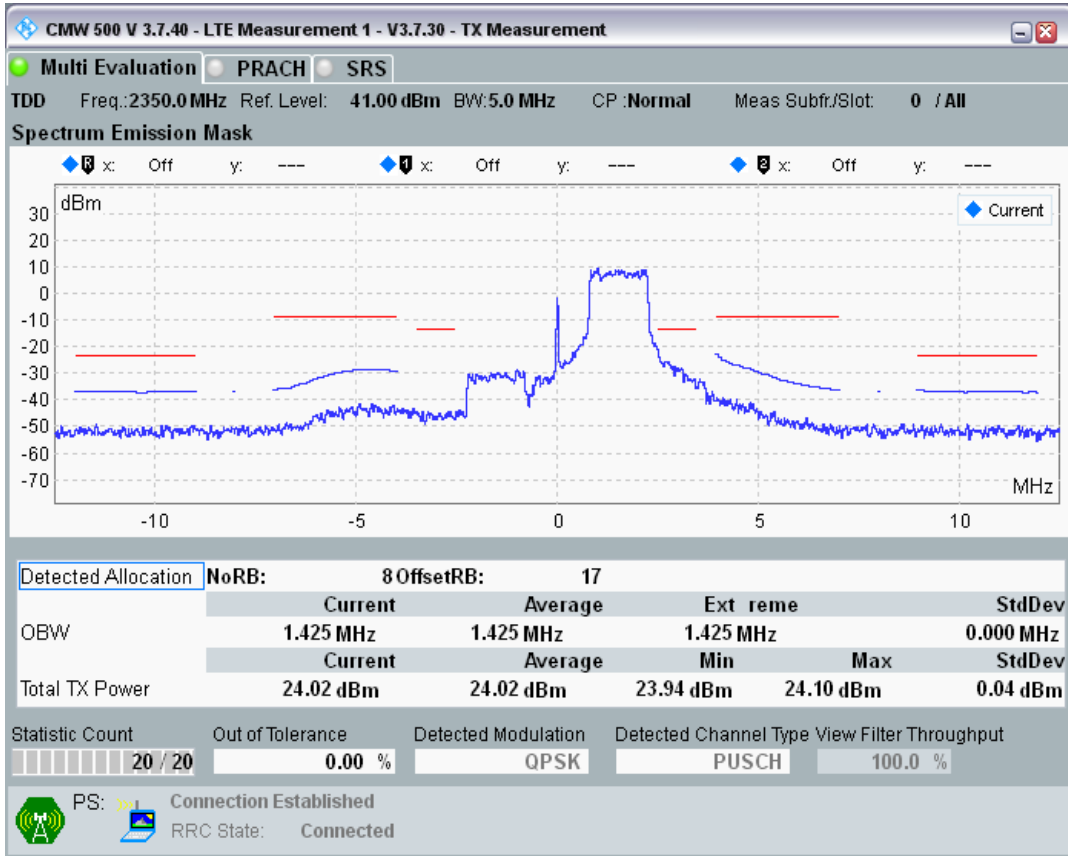 CMW 500 V 3.7.40 - LTE Measurement 1 - V3.7.30 - TX Measurement
Multi Evaluation PRACH SRS
TDD Freq.:2350.0 MHz Ref. Level: 41.00 dBm BW:5.0 MHz CP :Normal Meas Subfr./Slot: 0 / All
Spectrum Emission Mask
R x: Off y: --- 1 x: Off y: --- 2 x: Off y: ---
dBm
Current
30
20
10
0
-10
-20
-30
-40
-50
-60
-70
MHz
-10 -5 0 5 10
Detected Allocation NoRB: 8 OffsetRB: 17
Current Average Ext reme StdDev
OBW 1.425 MHz 1.425 MHz 1.425 MHz 0.000 MHz
Current Average Min Max StdDev
Total TX Power 24.02 dBm 24.02 dBm 23.94 dBm 24.10 dBm 0.04 dBm
Statistic Count Out of Tolerance Detected Modulation Detected Channel Type View Filter Throughput
20 / 20 0.00 % QPSK PUSCH 100.0 %
PS: Connection Established
RRC State: Connected